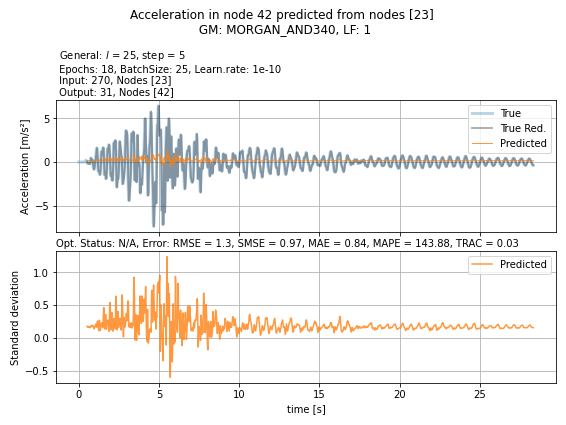 Acceleration in node 42 predicted from nodes [23]
GM: MORGAN_AND340, LF: 1
General: l = 25, step = 5
Epochs: 18, BatchSize: 25, Learn.rate: 1e-10
Input: 270, Nodes [23]
Output: 31, Nodes [42]
Acceleration [m/s²]
5
0
−5
True
True Red.
Predicted
Opt. Status: N/A, Error: RMSE = 1.3, SMSE = 0.97, MAE = 0.84, MAPE = 143.88, TRAC = 0.03
Standard deviation
1.0
0.5
0.0
−0.5
Predicted
0 5 10 15 20 25
time [s]